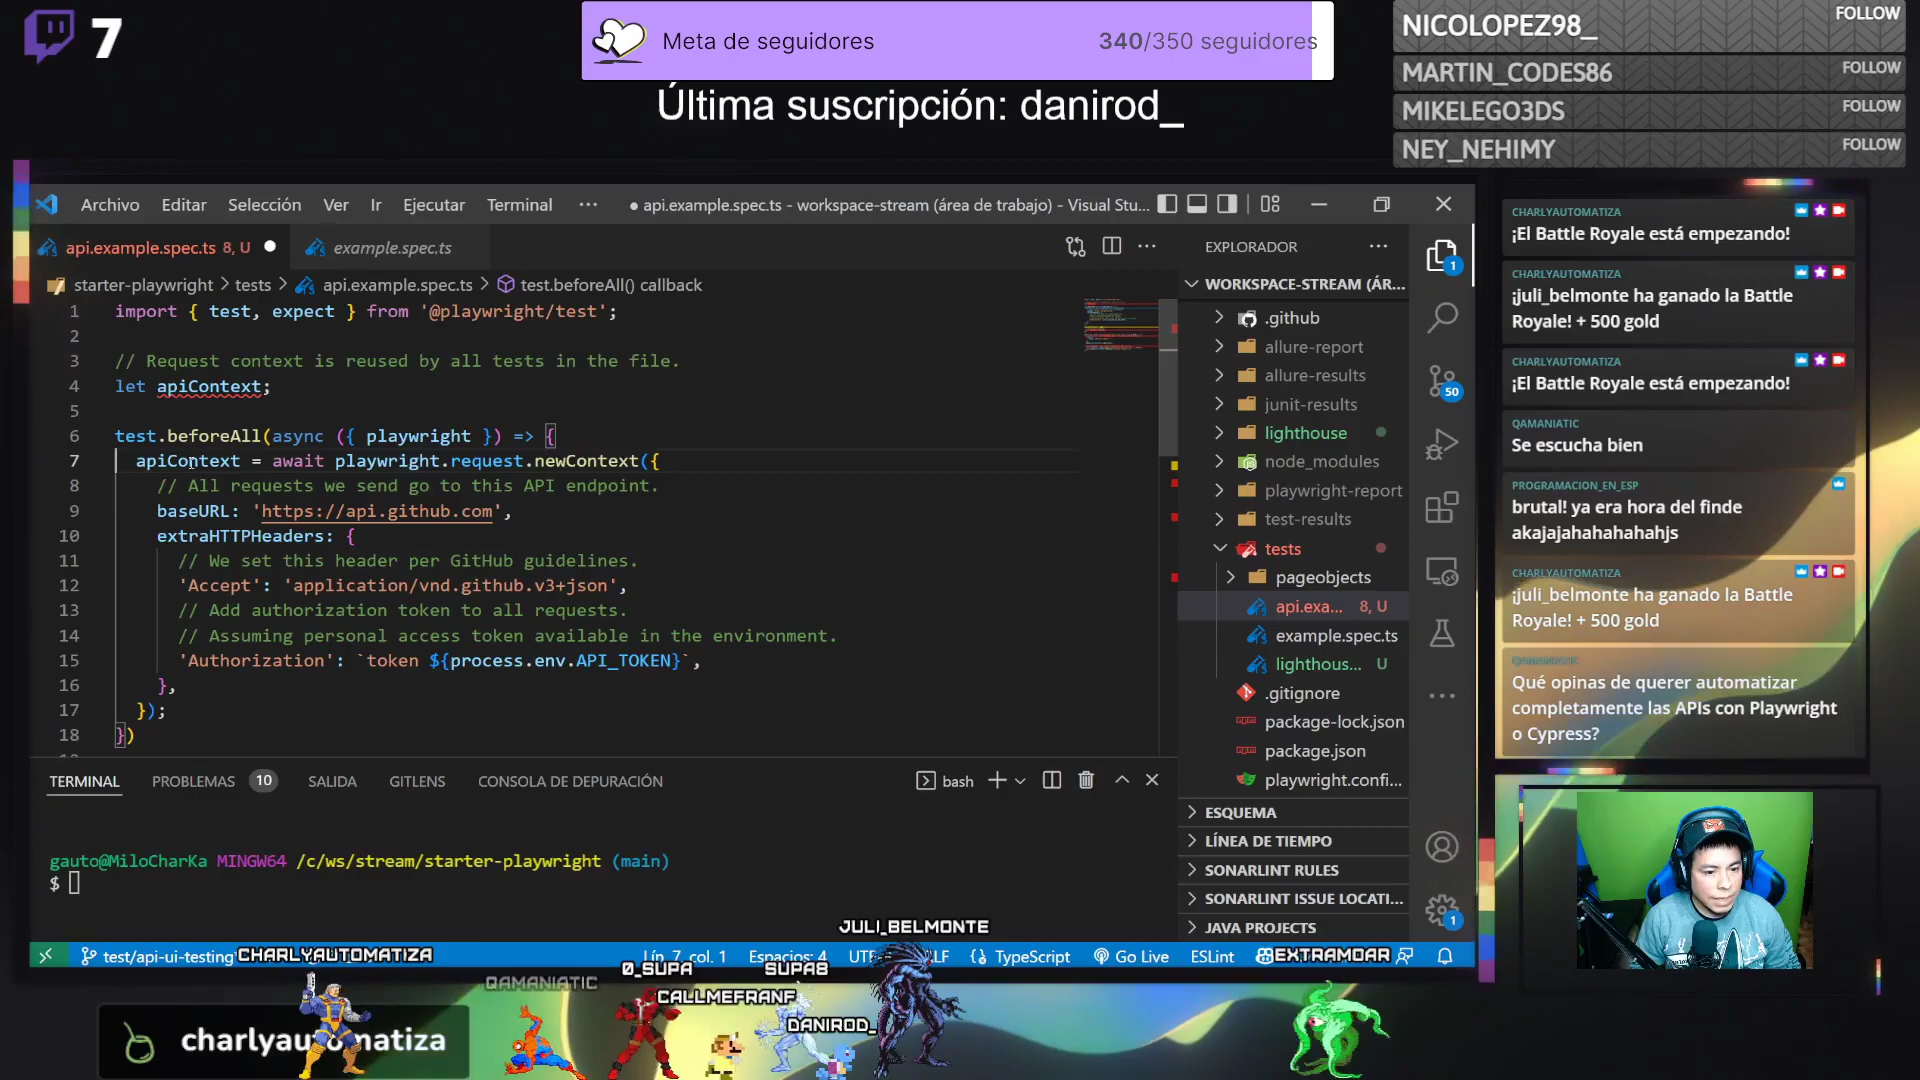 7
Meta de seguidores
340/350 seguidores
Última suscripción: danirod_
NICOLOPEZ98_ FOLLOW
MARTIN_CODES86 FOLLOW
MIKELEGO3DS FOLLOW
NEY_NEHIMY FOLLOW
Archivo Editar Selección Ver Ir Ejecutar Terminal ··· ● api.example.spec.ts - workspace-stream (área de trabajo) - Visual Stu...
api.example.spec.ts 8, U ● example.spec.ts
starter-playwright > tests > api.example.spec.ts > test.beforeAll() callback
1 import { test, expect } from '@playwright/test';
2
3 // Request context is reused by all tests in the file.
4 let apiContext;
5
6 test.beforeAll(async ({ playwright }) => {
7 apiContext = await playwright.request.newContext({
8 // All requests we send go to this API endpoint.
9 baseURL: 'https://api.github.com',
10 extraHTTPHeaders: {
11 // We set this header per GitHub guidelines.
12 'Accept': 'application/vnd.github.v3+json',
13 // Add authorization token to all requests.
14 // Assuming personal access token available in the environment.
15 'Authorization': `token ${process.env.API_TOKEN}`,
16 },
17 });
18 })
EXPLORADOR ···
WORKSPACE-STREAM (ÁR...
.github
allure-report
allure-results
junit-results
lighthouse
node_modules
playwright-report
test-results
tests
pageobjects
api.exa... 8, U
example.spec.ts
lighthous... U
.gitignore
package-lock.json
package.json
playwright.confi...
ESQUEMA
LÍNEA DE TIEMPO
SONARLINT RULES
SONARLINT ISSUE LOCATI...
JAVA PROJECTS
1
50
1
TERMINAL PROBLEMAS 10 SALIDA GITLENS CONSOLA DE DEPURACIÓN bash
gauto@MiloCharKa MINGW64 /c/ws/stream/starter-playwright (main)
$
test/api-ui-testing Lín. 7, col. 1 Espacios: 4 TypeScript Go Live ESLint
CHARLYAUTOMATIZA
¡El Battle Royale está empezando!
CHARLYAUTOMATIZA
¡juli_belmonte ha ganado la Battle
Royale! + 500 gold
CHARLYAUTOMATIZA
¡El Battle Royale está empezando!
QAMANIATIC
Se escucha bien
PROGRAMACION_EN_ESP
brutal! ya era hora del finde
akajajahahahahahjs
CHARLYAUTOMATIZA
¡juli_belmonte ha ganado la Battle
Royale! + 500 gold
QAMANIATIC
Qué opinas de querer automatizar
completamente las APIs con Playwright
o Cypress?
JULI_BELMONTE
CHARLYAUTOMATIZA
EXTRAMOAR
0_SUPA
SUPA8
QAMANIATIC
CALLMEFRANF
DANIROD_
charlyautomatiza